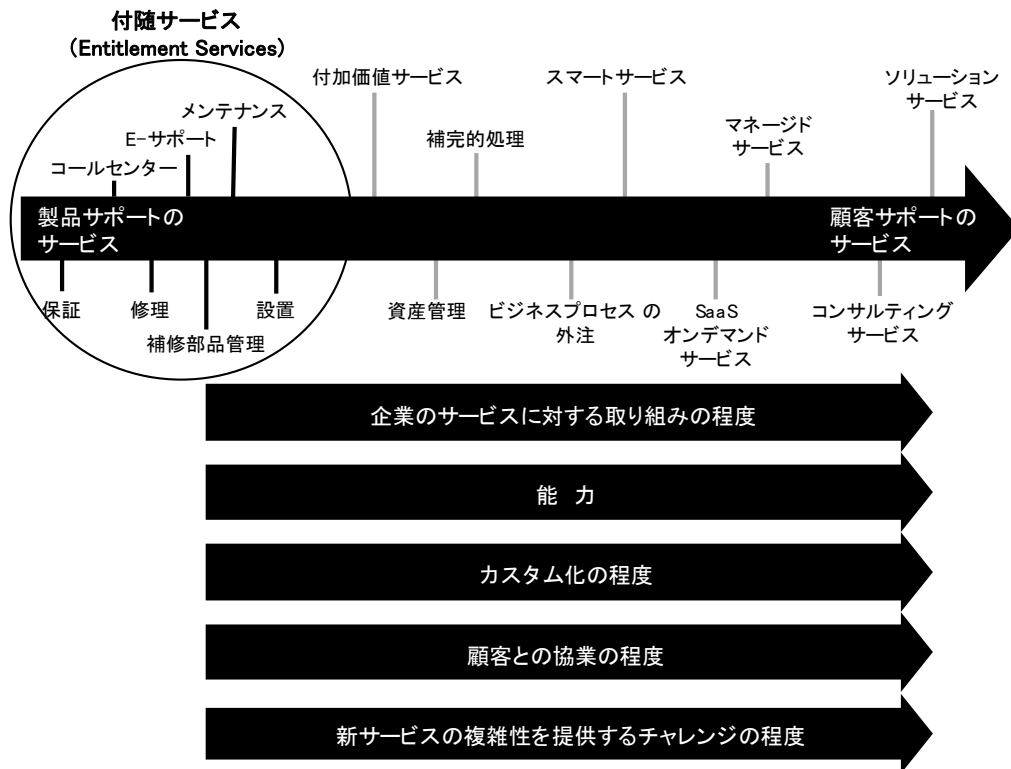 付随サービス
(Entitlement Services)
付加価値サービス
スマートサービス
ソリューション
サービス
メンテナンス
E-サポート
補完的処理
マネージド
サービス
コールセンター
製品サポートの
サービス
顧客サポートの
サービス
保証
修理
設置
補修部品管理
資産管理
ビジネスプロセス の
外注
SaaS
オンデマンド
サービス
コンサルティング
サービス
企業のサービスに対する取り組みの程度
能 力
カスタム化の程度
顧客との協業の程度
新サービスの複雑性を提供するチャレンジの程度